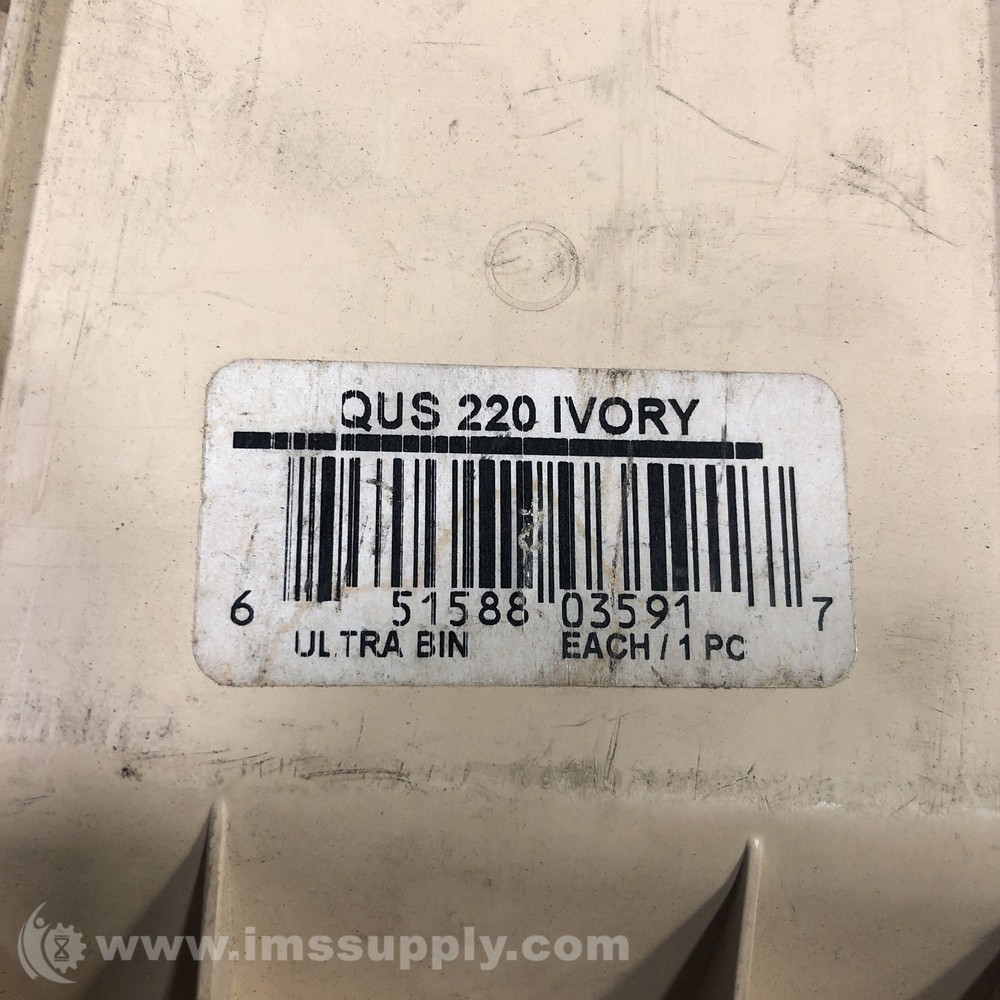 QUS 220 IVORY
6 51588 03591 7
ULTRA BIN EACH / 1 PC
www.imssupply.com